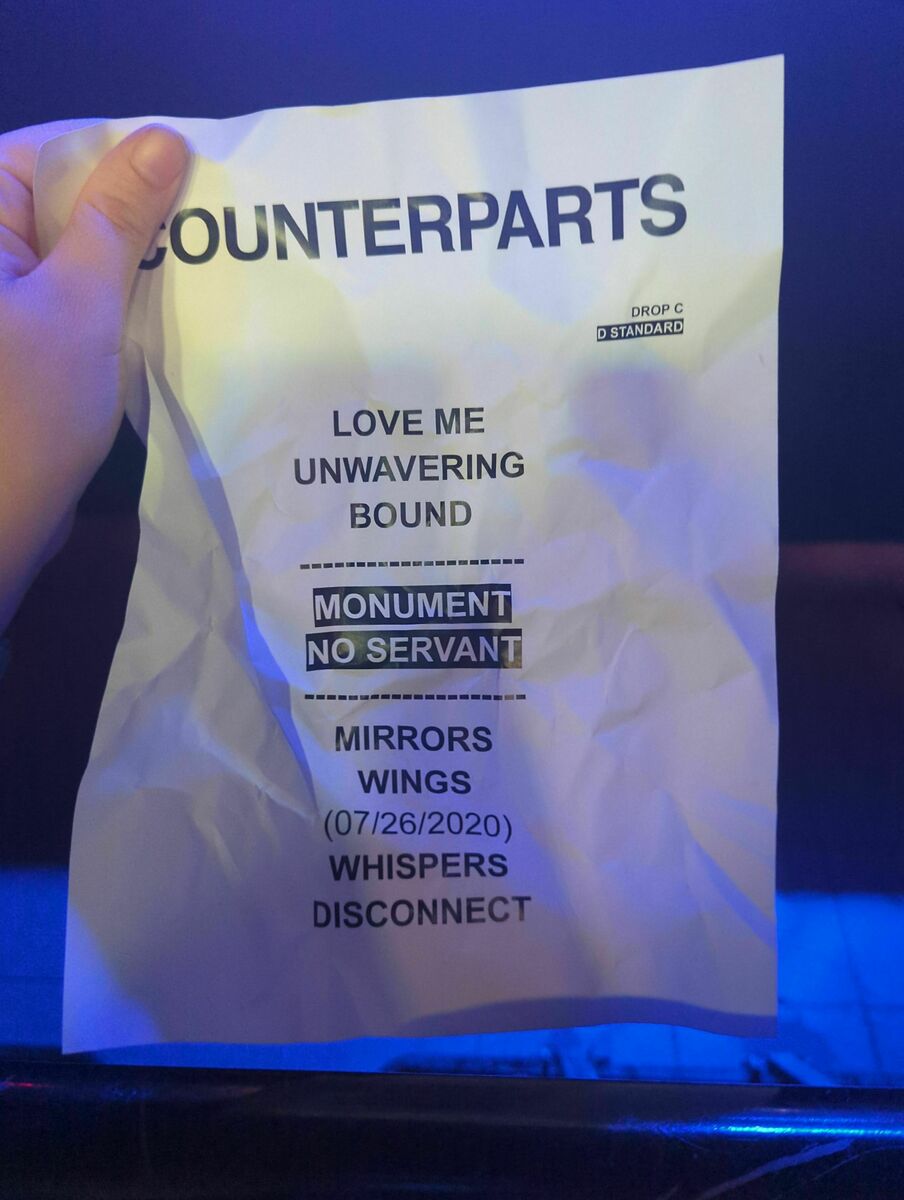 COUNTERPARTS
DROP C
D STANDARD
LOVE ME
UNWAVERING
BOUND
------------------------
MONUMENT
NO SERVANT
------------------------
MIRRORS
WINGS
(07/26/2020)
WHISPERS
DISCONNECT